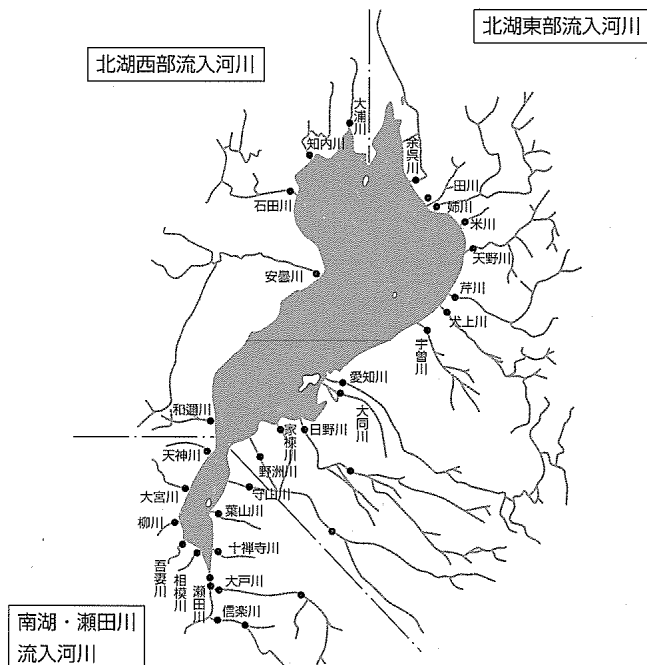 北湖東部流入河川
北湖西部流入河川
大浦川
知内川
余呉川
石田川
田川
姉川
米川
天野川
安曇川
芹川
犬上川
宇曽川
愛知川
大同川
和邇川
家棟川
日野川
天神川
野洲川
大宮川
守山川
葉山川
柳川
十禅寺川
吾妻川
相模川
瀬田川
大戸川
信楽川
南湖・瀬田川
流入河川